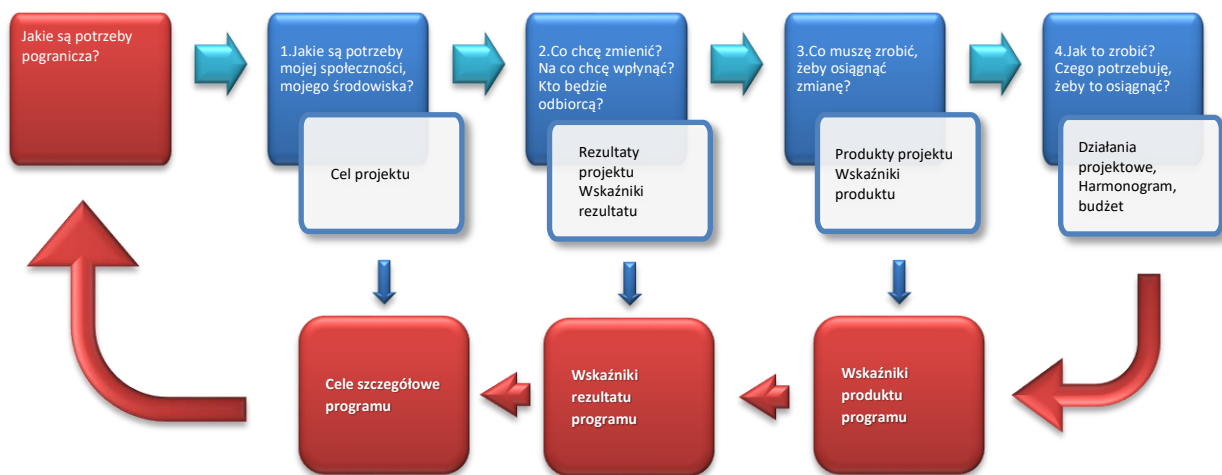 Jakie są potrzeby
pogranicza?
1.Jakie są potrzeby
mojej społeczności,
mojego środowiska?
Cel projektu
2.Co chcę zmienić?
Na co chcę wpłynąć?
Kto będzie
odbiorcą?
Rezultaty
projektu
Wskaźniki
rezultatu
3.Co muszę zrobić,
żeby osiągnąć
zmianę?
Produkty projektu
Wskaźniki
produktu
4.Jak to zrobić?
Czego potrzebuję,
żeby to osiągnąć?
Działania
projektowe,
Harmonogram,
budżet
Cele szczegółowe
programu
Wskaźniki
rezultatu
programu
Wskaźniki
produktu
programu